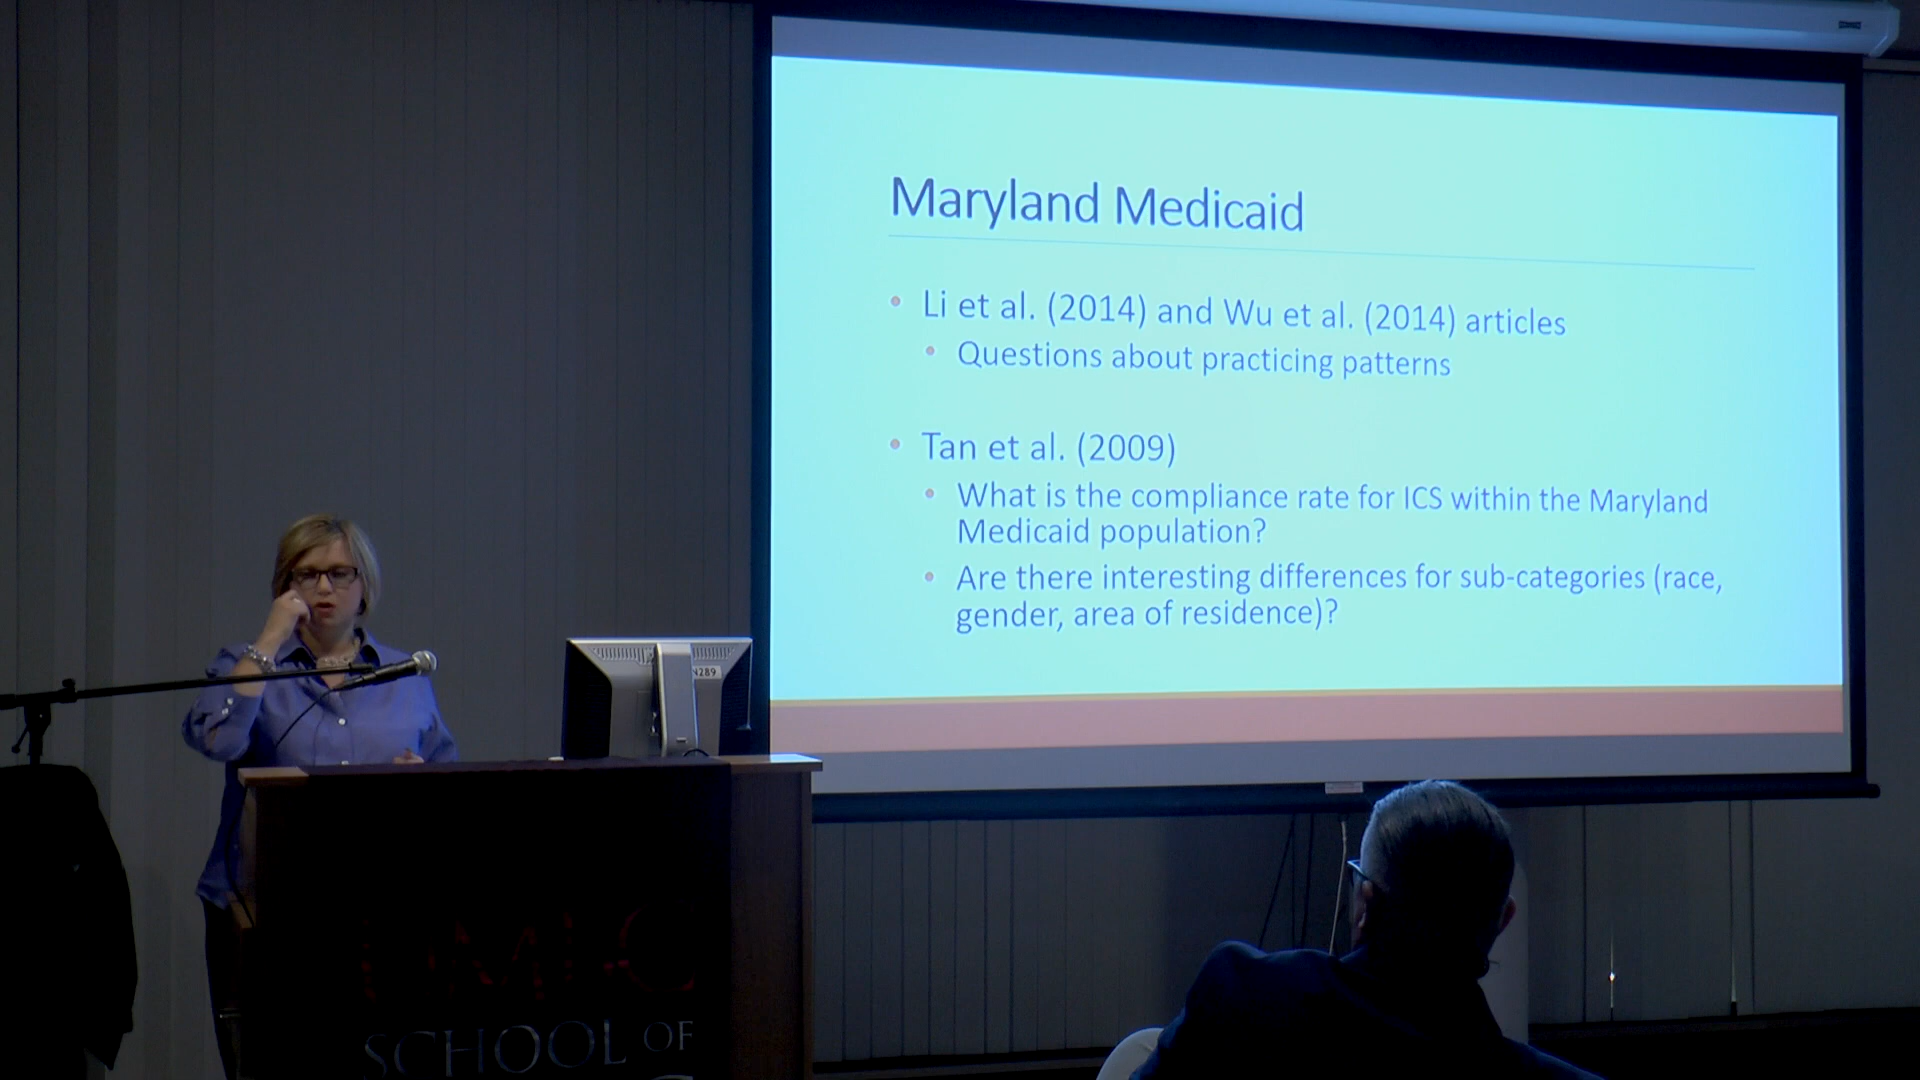 Maryland Medicaid
• Li et al. (2014) and Wu et al. (2014) articles
• Questions about practicing patterns
• Tan et al. (2009)
• What is the compliance rate for ICS within the Maryland
Medicaid population?
• Are there interesting differences for sub-categories (race,
gender, area of residence)?
N289
SCHOOL OF